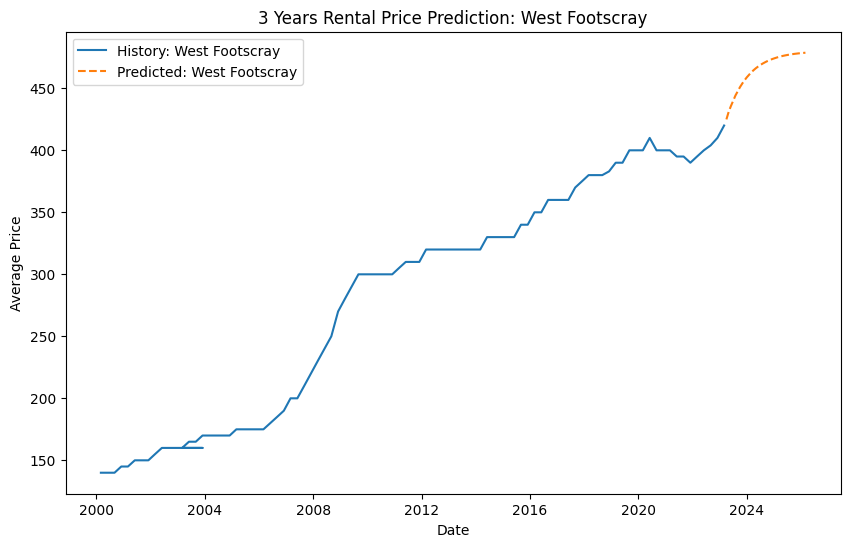 3 Years Rental Price Prediction: West Footscray
History: West Footscray
Predicted: West Footscray
450
400
350
300
250
200
150
Average Price
2000 2004 2008 2012 2016 2020 2024
Date